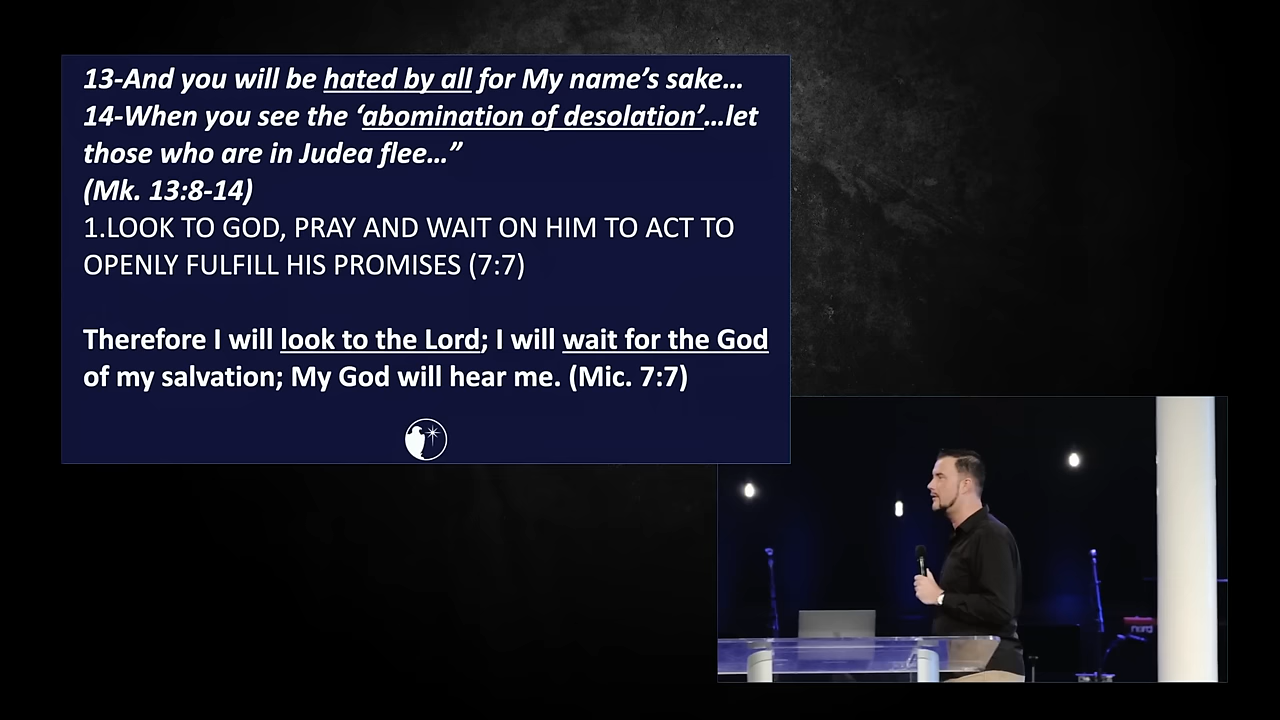 13-And you will be hated by all for My name’s sake…
14-When you see the ‘abomination of desolation’…let
those who are in Judea flee…”
(Mk. 13:8-14)
1.LOOK TO GOD, PRAY AND WAIT ON HIM TO ACT TO
OPENLY FULFILL HIS PROMISES (7:7)
Therefore I will look to the Lord; I will wait for the God
of my salvation; My God will hear me. (Mic. 7:7)
nord